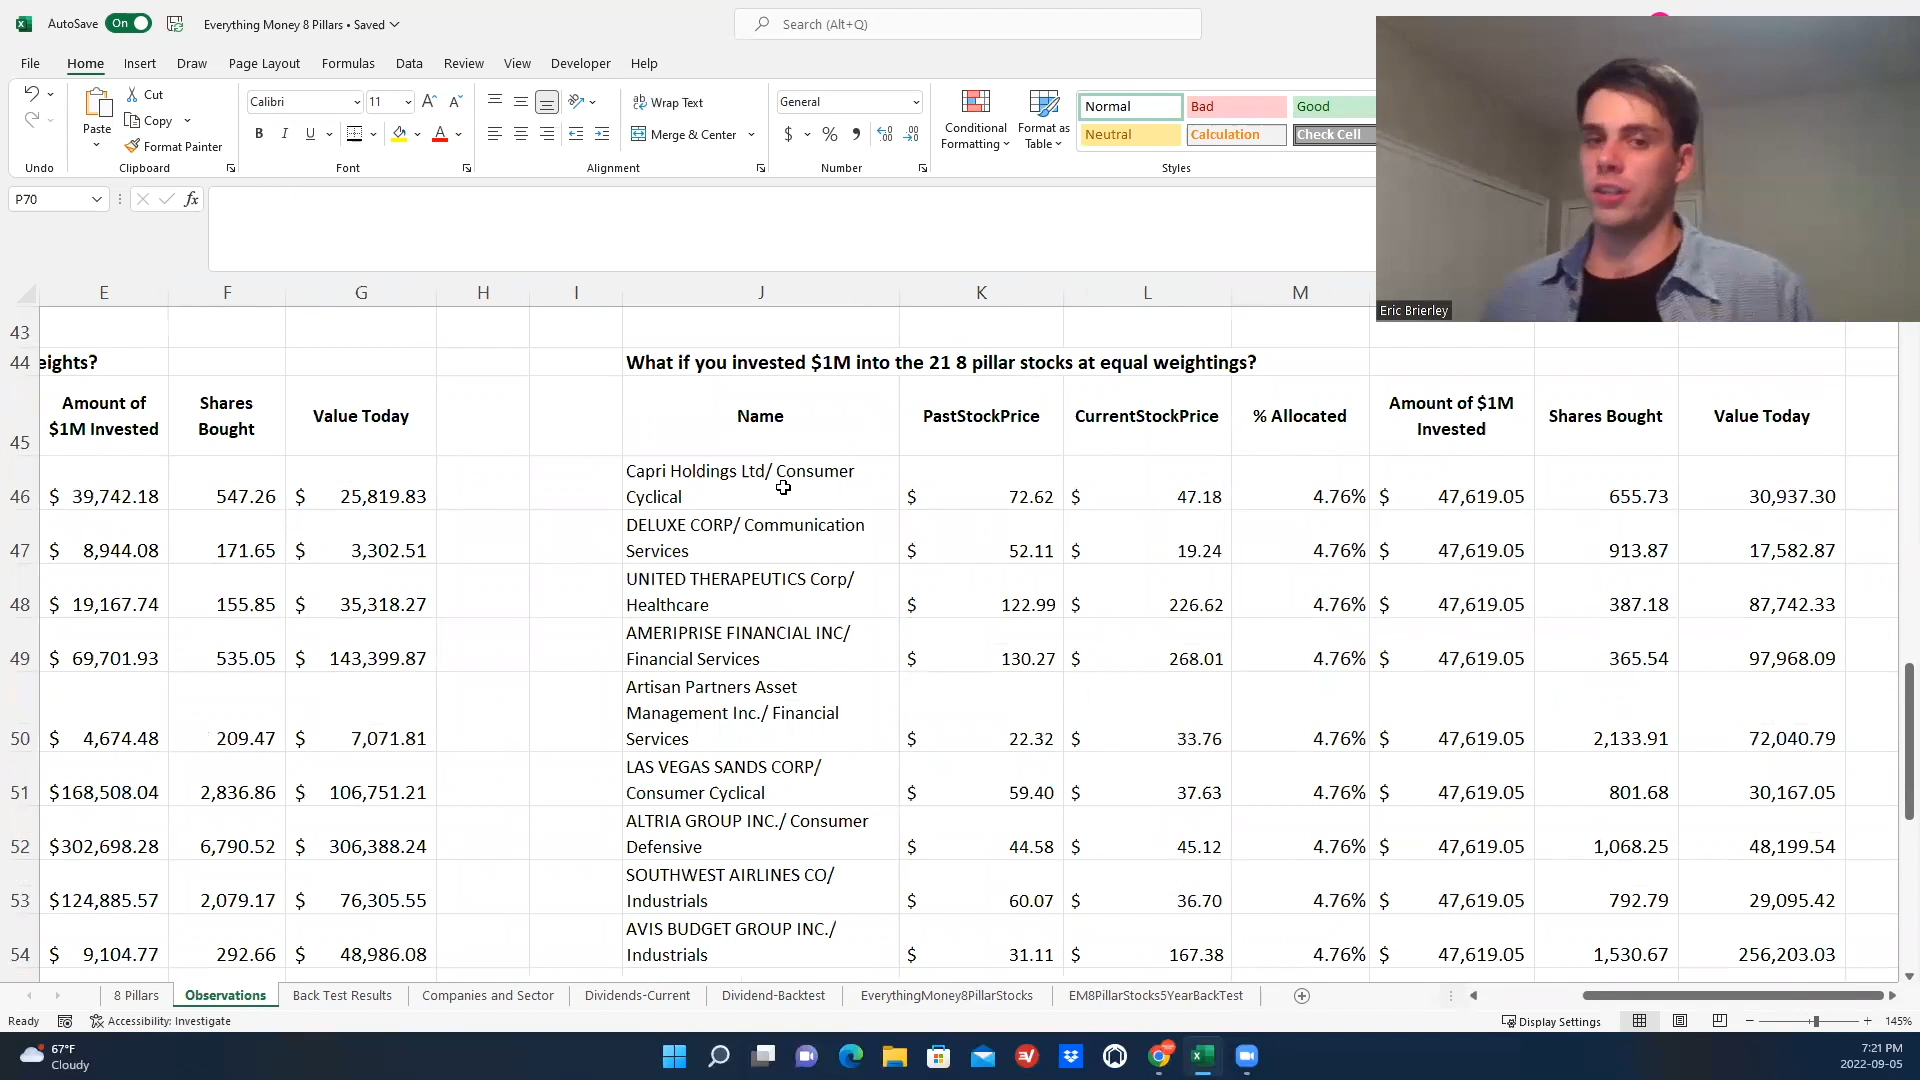 AutoSave On Everything Money 8 Pillars • Saved Search (Alt+Q)
File Home Insert Draw Page Layout Formulas Data Review View Developer Help
Paste Cut Copy Format Painter
Calibri 11
B I U A
Wrap Text
Merge & Center
General
$ % 9
Conditional Formatting
Format as Table
Normal Bad Good
Neutral Calculation Check Cell
Undo Clipboard Font Alignment Number Styles
P70 fx
Eric Brierley
E F G H I J K L M
43
44 eights? What if you invested $1M into the 21 8 pillar stocks at equal weightings?
45 Amount of $1M Invested Shares Bought Value Today Name PastStockPrice CurrentStockPrice % Allocated Amount of $1M Invested Shares Bought Value Today
46 $ 39,742.18 547.26 $ 25,819.83 Capri Holdings Ltd/ Consumer Cyclical $ 72.62 $ 47.18 4.76% $ 47,619.05 655.73 30,937.30
47 $ 8,944.08 171.65 $ 3,302.51 DELUXE CORP/ Communication Services $ 52.11 $ 19.24 4.76% $ 47,619.05 913.87 17,582.87
48 $ 19,167.74 155.85 $ 35,318.27 UNITED THERAPEUTICS Corp/ Healthcare $ 122.99 $ 226.62 4.76% $ 47,619.05 387.18 87,742.33
49 $ 69,701.93 535.05 $ 143,399.87 AMERIPRISE FINANCIAL INC/ Financial Services $ 130.27 $ 268.01 4.76% $ 47,619.05 365.54 97,968.09
50 $ 4,674.48 209.47 $ 7,071.81 Artisan Partners Asset Management Inc./ Financial Services $ 22.32 $ 33.76 4.76% $ 47,619.05 2,133.91 72,040.79
51 $168,508.04 2,836.86 $ 106,751.21 LAS VEGAS SANDS CORP/ Consumer Cyclical $ 59.40 $ 37.63 4.76% $ 47,619.05 801.68 30,167.05
52 $302,698.28 6,790.52 $ 306,388.24 ALTRIA GROUP INC./ Consumer Defensive $ 44.58 $ 45.12 4.76% $ 47,619.05 1,068.25 48,199.54
53 $124,885.57 2,079.17 $ 76,305.55 SOUTHWEST AIRLINES CO/ Industrials $ 60.07 $ 36.70 4.76% $ 47,619.05 792.79 29,095.42
54 $ 9,104.77 292.66 $ 48,986.08 AVIS BUDGET GROUP INC./ Industrials $ 31.11 $ 167.38 4.76% $ 47,619.05 1,530.67 256,203.03
8 Pillars Observations Back Test Results Companies and Sector Dividends-Current Dividend-Backtest EverythingMoney8PillarStocks EM8PillarStocks5YearBackTest
Ready Accessibility: Investigate Display Settings 145%
67°F
Cloudy
7:21 PM
2022-09-05